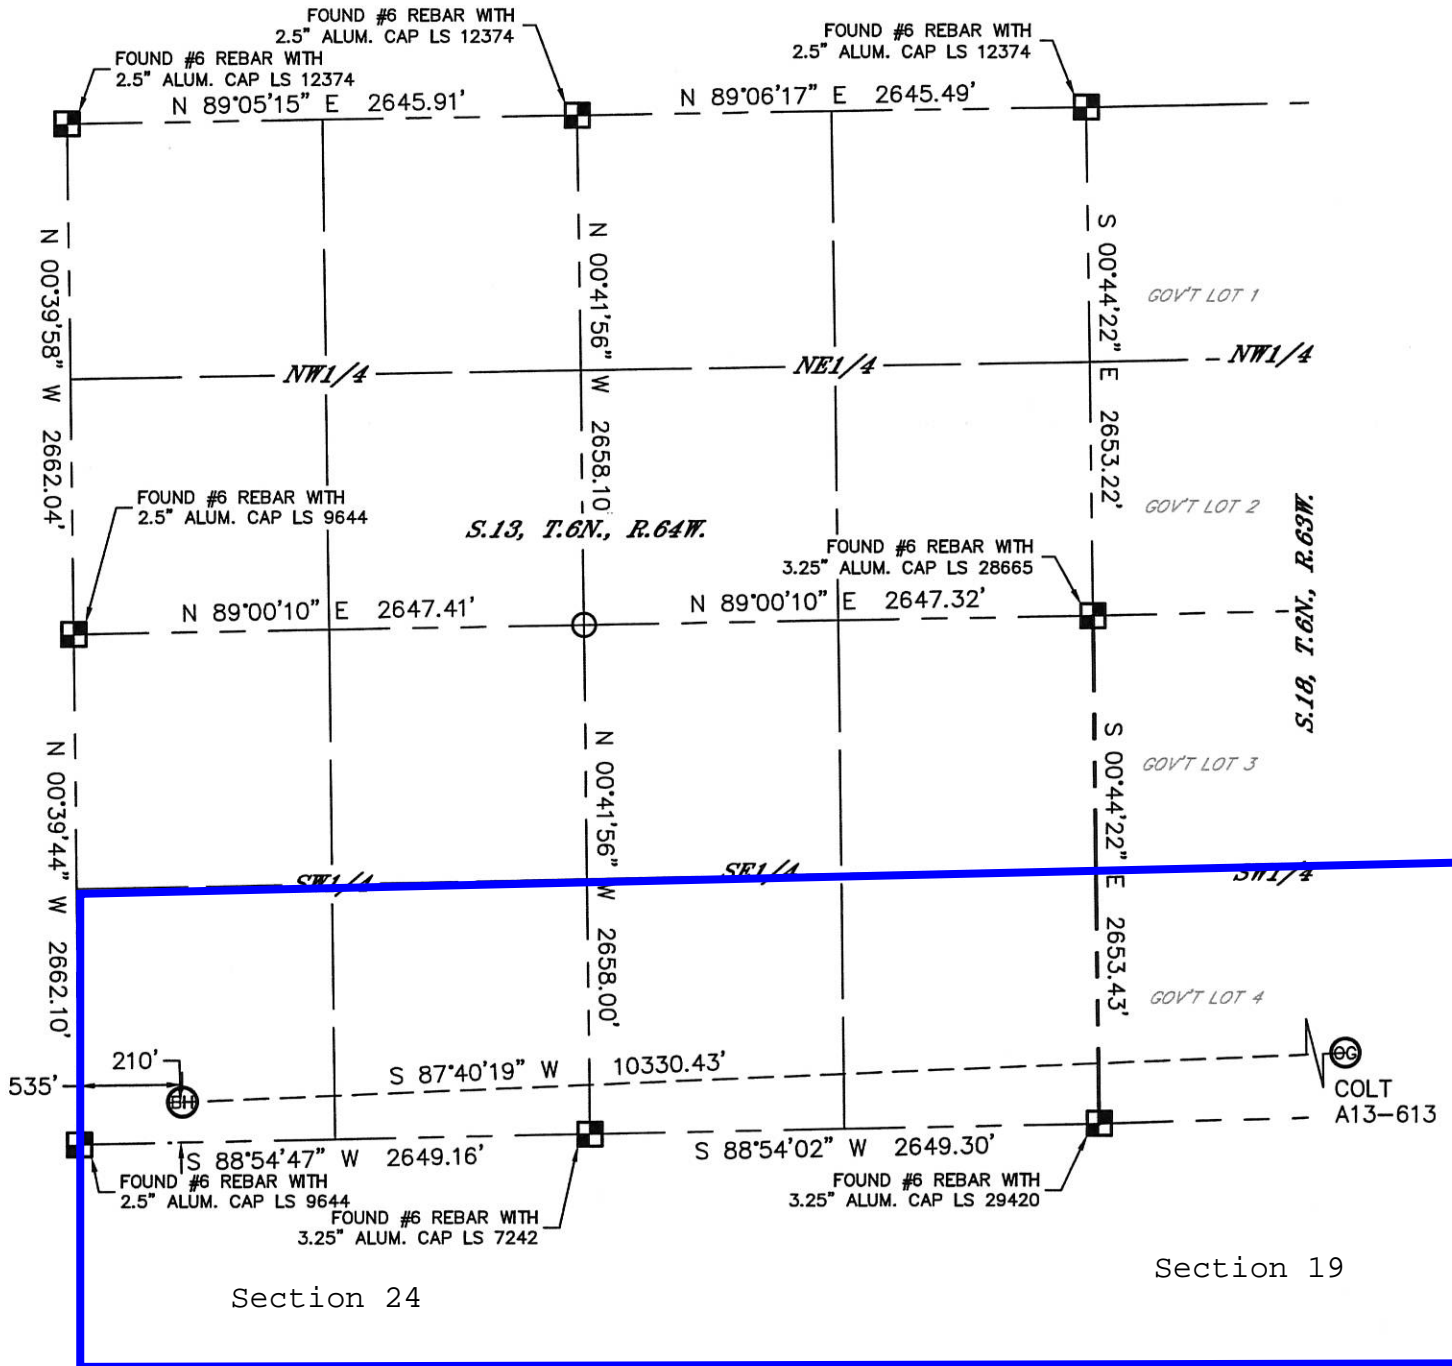 FOUND #6 REBAR WITH
2.5" ALUM. CAP LS 12374
FOUND #6 REBAR WITH
2.5" ALUM. CAP LS 12374
FOUND #6 REBAR WITH
2.5" ALUM. CAP LS 12374
N 89°05'15" E 2645.91'
N 89°06'17" E 2645.49'
N 00°39'58" W 2662.04'
N 00°41'56" W 2658.10'
S 00°44'22" E 2653.22'
GOV'T LOT 1
NW1/4
NE1/4
NW1/4
FOUND #6 REBAR WITH
2.5" ALUM. CAP LS 9644
S.13, T.6N., R.64W.
GOV'T LOT 2
FOUND #6 REBAR WITH
3.25" ALUM. CAP LS 28665
S.18, T.6N., R.63W.
N 89°00'10" E 2647.41'
N 89°00'10" E 2647.32'
N 00°39'44" W 2662.10'
N 00°41'56" W 2658.00'
S 00°44'22" E 2653.43'
GOV'T LOT 3
SW1/4
SE1/4
SW1/4
GOV'T LOT 4
210'
535'
BH
S 87°40'19" W 10330.43'
OG
COLT
A13-613
S 88°54'47" W 2649.16'
S 88°54'02" W 2649.30'
FOUND #6 REBAR WITH
2.5" ALUM. CAP LS 9644
FOUND #6 REBAR WITH
3.25" ALUM. CAP LS 7242
FOUND #6 REBAR WITH
3.25" ALUM. CAP LS 29420
Section 24
Section 19